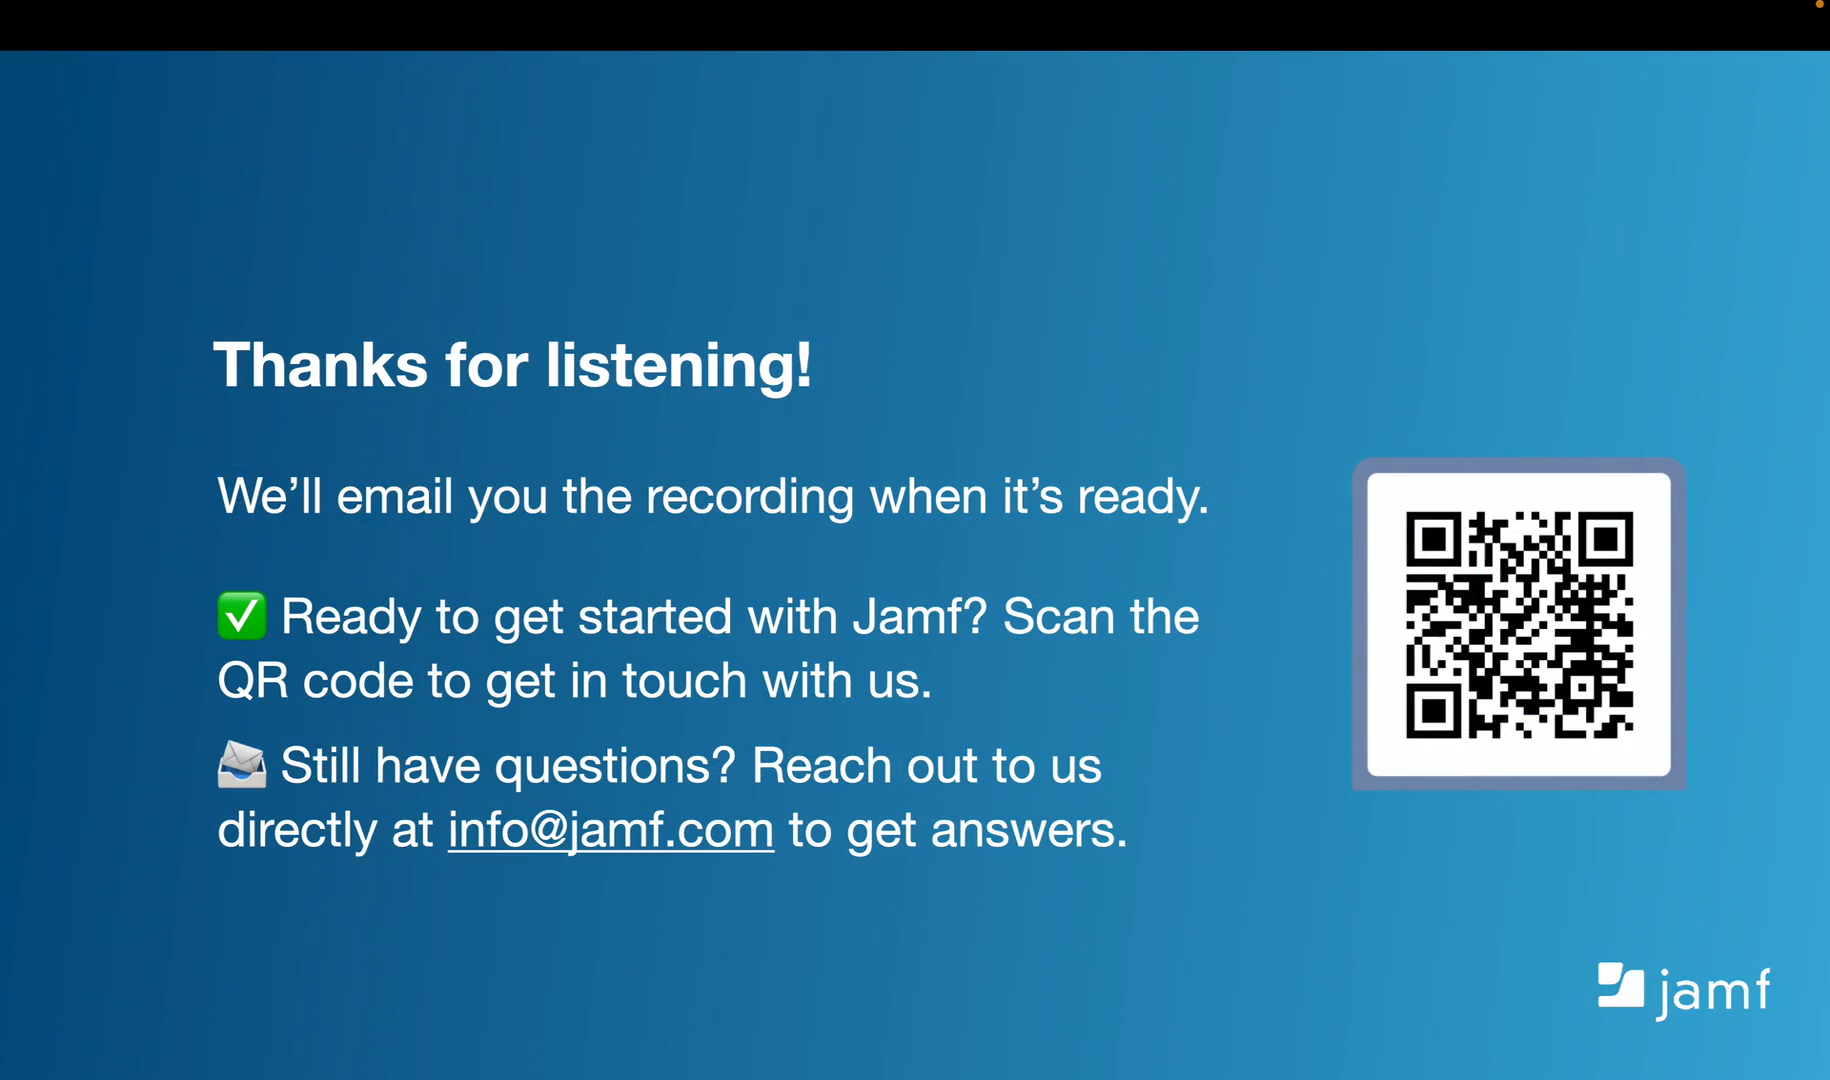 Thanks for listening!
We’ll email you the recording when it’s ready.
✅ Ready to get started with Jamf? Scan the
QR code to get in touch with us.
📨 Still have questions? Reach out to us
directly at info@jamf.com to get answers.
jamf